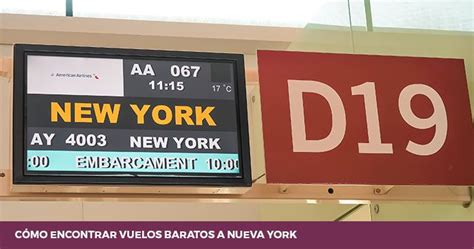 American Airlines
AA 067
11:15
17°C
NEW YORK
AY 4003 NEW YORK
:00 EMBARCAMENT 10:00
D19
CÓMO ENCONTRAR VUELOS BARATOS A NUEVA YORK